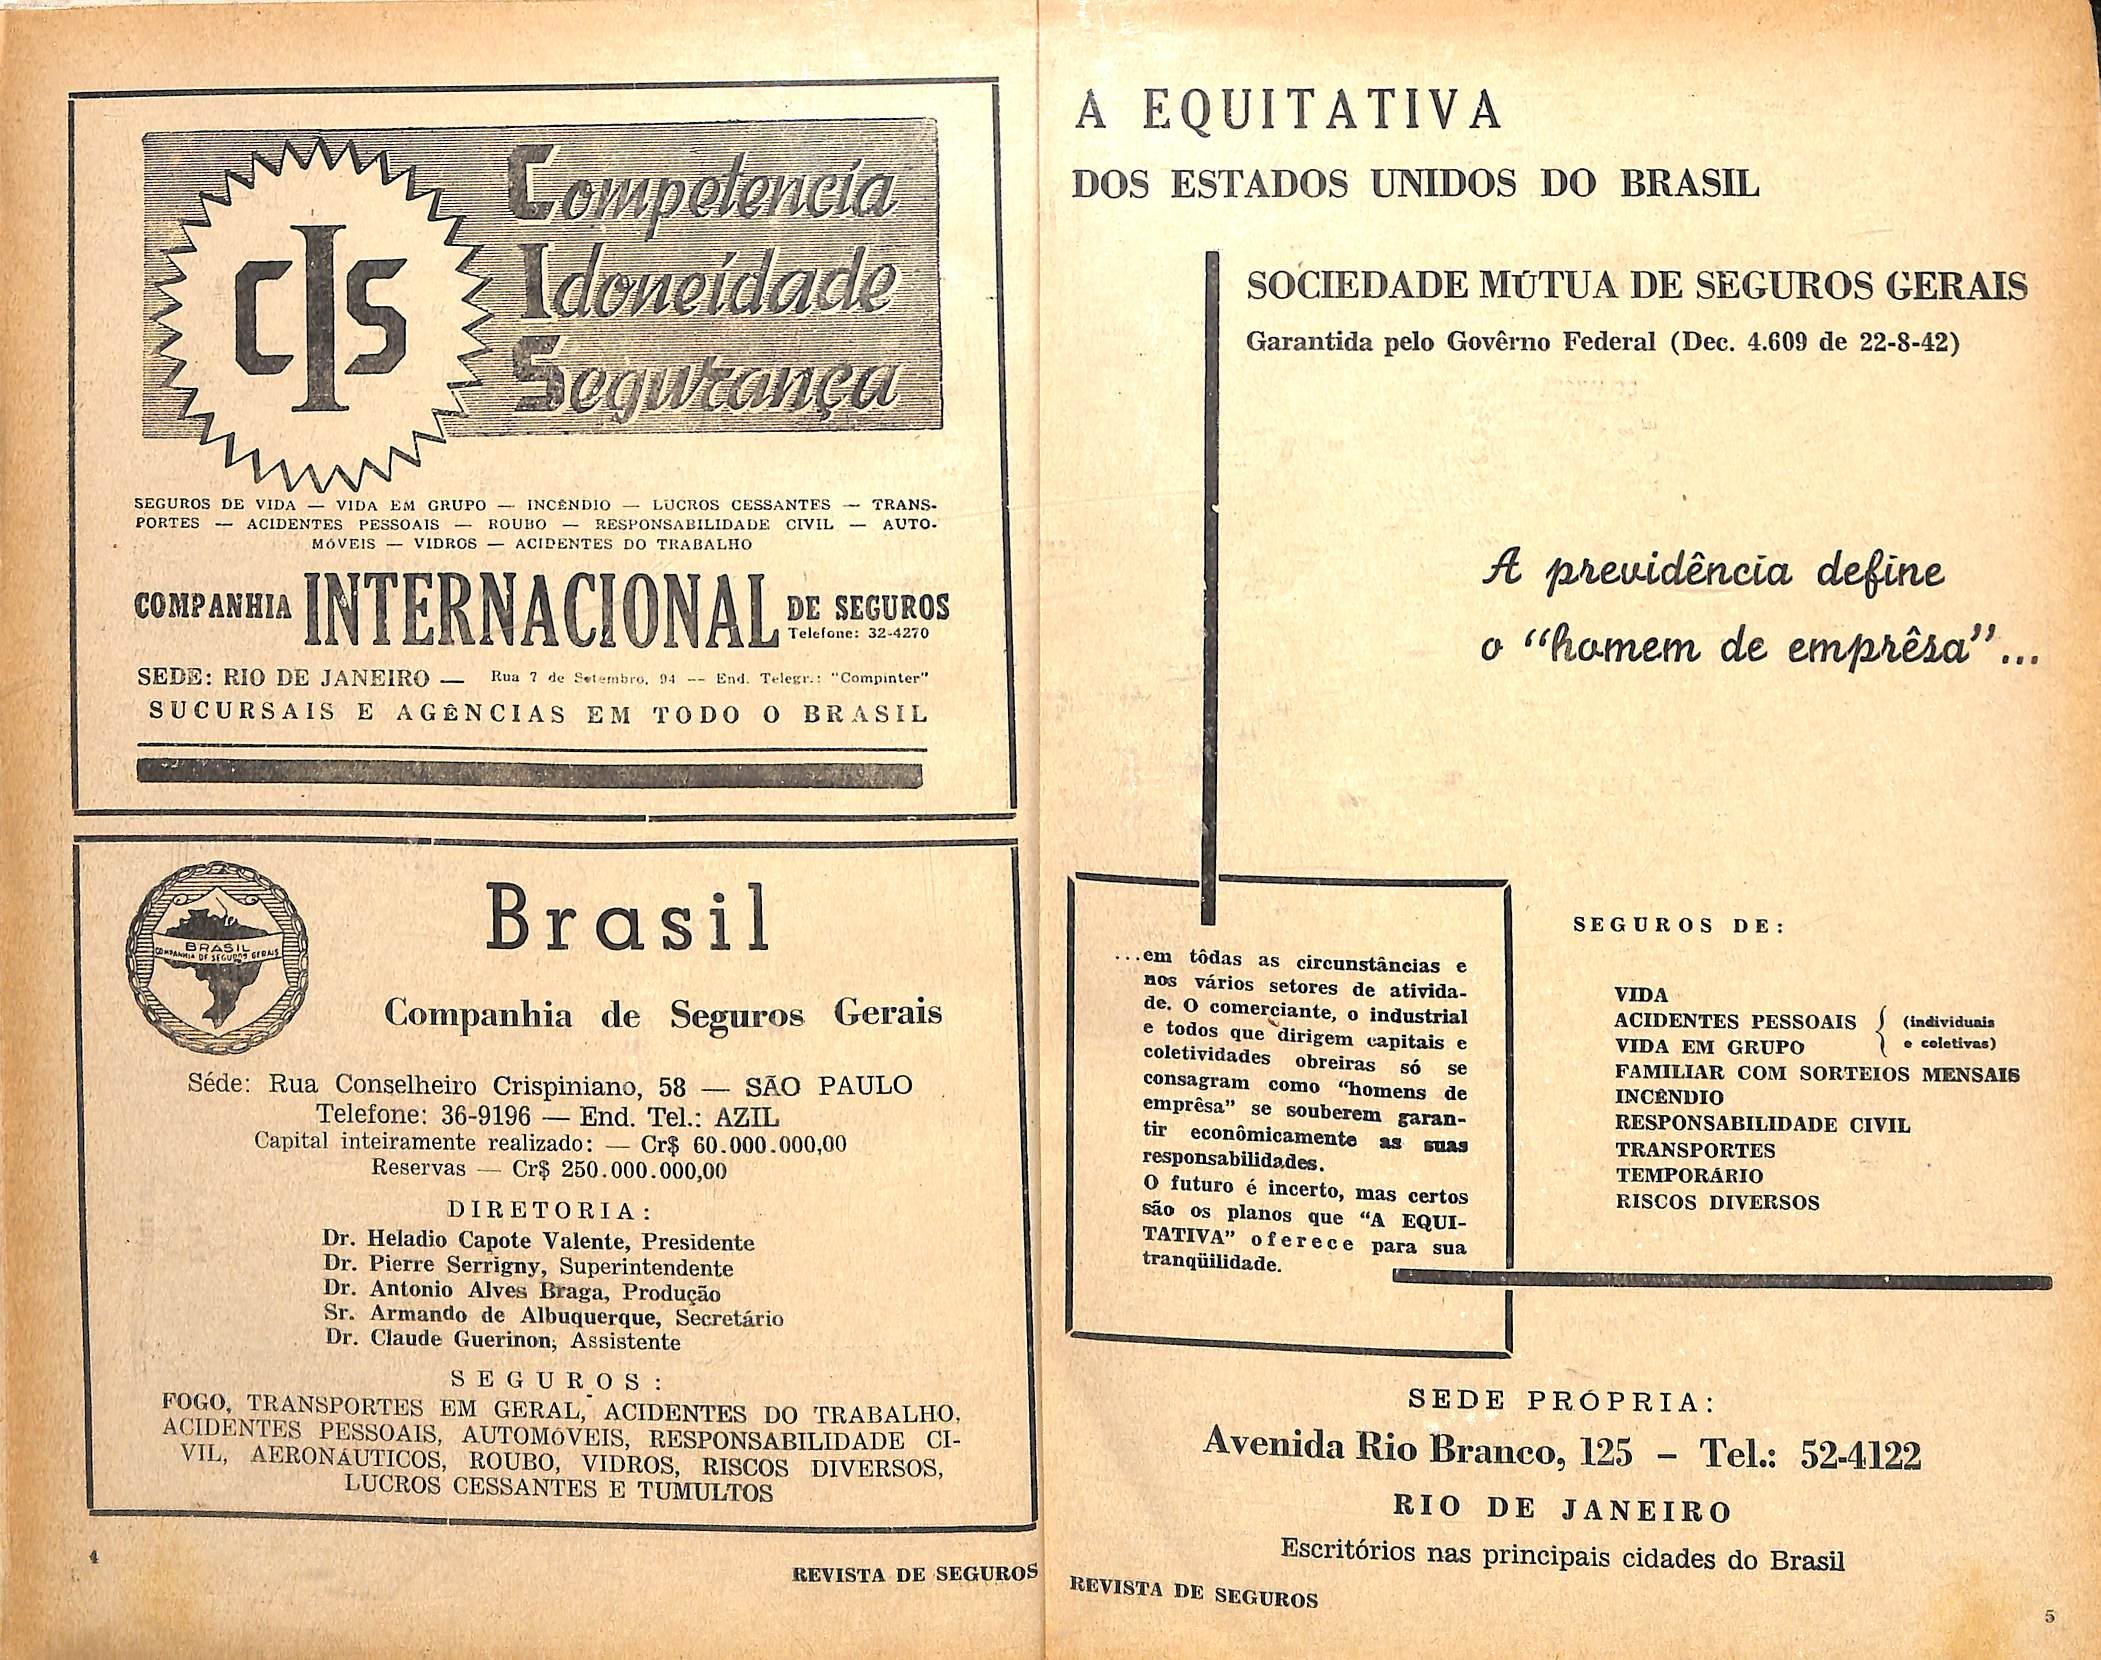 CIS
Competencia
Idoneidade
Segurança
SEGUROS DE VIDA — VIDA EM GRUPO — INCÊNDIO — LUCROS CESSANTES — TRANS-
PORTES — ACIDENTES PESSOAIS — ROUBO — RESPONSABILIDADE CIVIL — AUTO-
MÓVEIS — VIDROS — ACIDENTES DO TRABALHO
COMPANHIA INTERNACIONAL DE SEGUROS
Telefone: 32-4270
SEDE: RIO DE JANEIRO — Rua 7 de Setembro, 94 -- End. Telegr.: "Compinter"
SUCURSAIS E AGÊNCIAS EM TODO O BRASIL
BRASIL
COMPANHIA DE SEGUROS GERAIS
Brasil
Companhia de Seguros Gerais
Séde: Rua Conselheiro Crispiniano, 58 — SÃO PAULO
Telefone: 36-9196 — End. Tel.: AZIL
Capital inteiramente realizado: — Cr$ 60.000.000,00
Reservas — Cr$ 250.000.000,00
DIRETORIA:
Dr. Heladio Capote Valente, Presidente
Dr. Pierre Serrigny, Superintendente
Dr. Antonio Alves Braga, Produção
Sr. Armando de Albuquerque, Secretário
Dr. Claude Guerinon, Assistente
SEGUROS:
FOGO, TRANSPORTES EM GERAL, ACIDENTES DO TRABALHO,
ACIDENTES PESSOAIS, AUTOMÓVEIS, RESPONSABILIDADE CI-
VIL, AERONÁUTICOS, ROUBO, VIDROS, RISCOS DIVERSOS,
LUCROS CESSANTES E TUMULTOS
4
REVISTA DE SEGUROS
A EQUITATIVA
DOS ESTADOS UNIDOS DO BRASIL
SOCIEDADE MÚTUA DE SEGUROS GERAIS
Garantida pelo Govêrno Federal (Dec. 4.609 de 22-8-42)
A previdência define
o "homem de emprêsa"...
...em tôdas as circunstâncias e
nos vários setores de ativida-
de. O comerciante, o industrial
e todos que dirigem capitais e
coletividades obreiras só se
consagram como "homens de
emprêsa" se souberem garan-
tir econômicamente as suas
responsabilidades.
O futuro é incerto, mas certos
são os planos que "A EQUI-
TATIVA" oferece para sua
tranqüilidade.
SEGUROS DE:
VIDA
ACIDENTES PESSOAIS { (individuais
VIDA EM GRUPO { e coletivas)
FAMILIAR COM SORTEIOS MENSAIS
INCÊNDIO
RESPONSABILIDADE CIVIL
TRANSPORTES
TEMPORÁRIO
RISCOS DIVERSOS
SEDE PRÓPRIA:
Avenida Rio Branco, 125 – Tel.: 52-4122
RIO DE JANEIRO
Escritórios nas principais cidades do Brasil
REVISTA DE SEGUROS
5